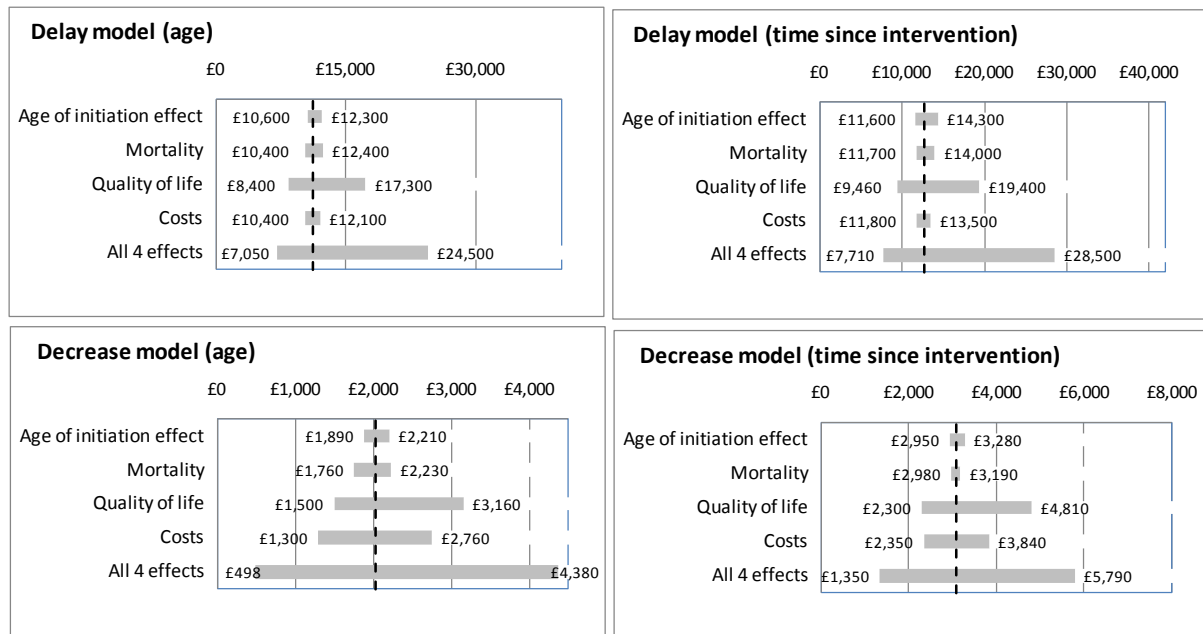 Delay model (age)
£0 £15,000 £30,000
Age of initiation effect £10,600 £12,300
Mortality £10,400 £12,400
Quality of life £8,400 £17,300
Costs £10,400 £12,100
All 4 effects £7,050 £24,500
Delay model (time since intervention)
£0 £10,000 £20,000 £30,000 £40,000
Age of initiation effect £11,600 £14,300
Mortality £11,700 £14,000
Quality of life £9,460 £19,400
Costs £11,800 £13,500
All 4 effects £7,710 £28,500
Decrease model (age)
£0 £1,000 £2,000 £3,000 £4,000
Age of initiation effect £1,890 £2,210
Mortality £1,760 £2,230
Quality of life £1,500 £3,160
Costs £1,300 £2,760
All 4 effects £498 £4,380
Decrease model (time since intervention)
£0 £2,000 £4,000 £6,000 £8,000
Age of initiation effect £2,950 £3,280
Mortality £2,980 £3,190
Quality of life £2,300 £4,810
Costs £2,350 £3,840
All 4 effects £1,350 £5,790